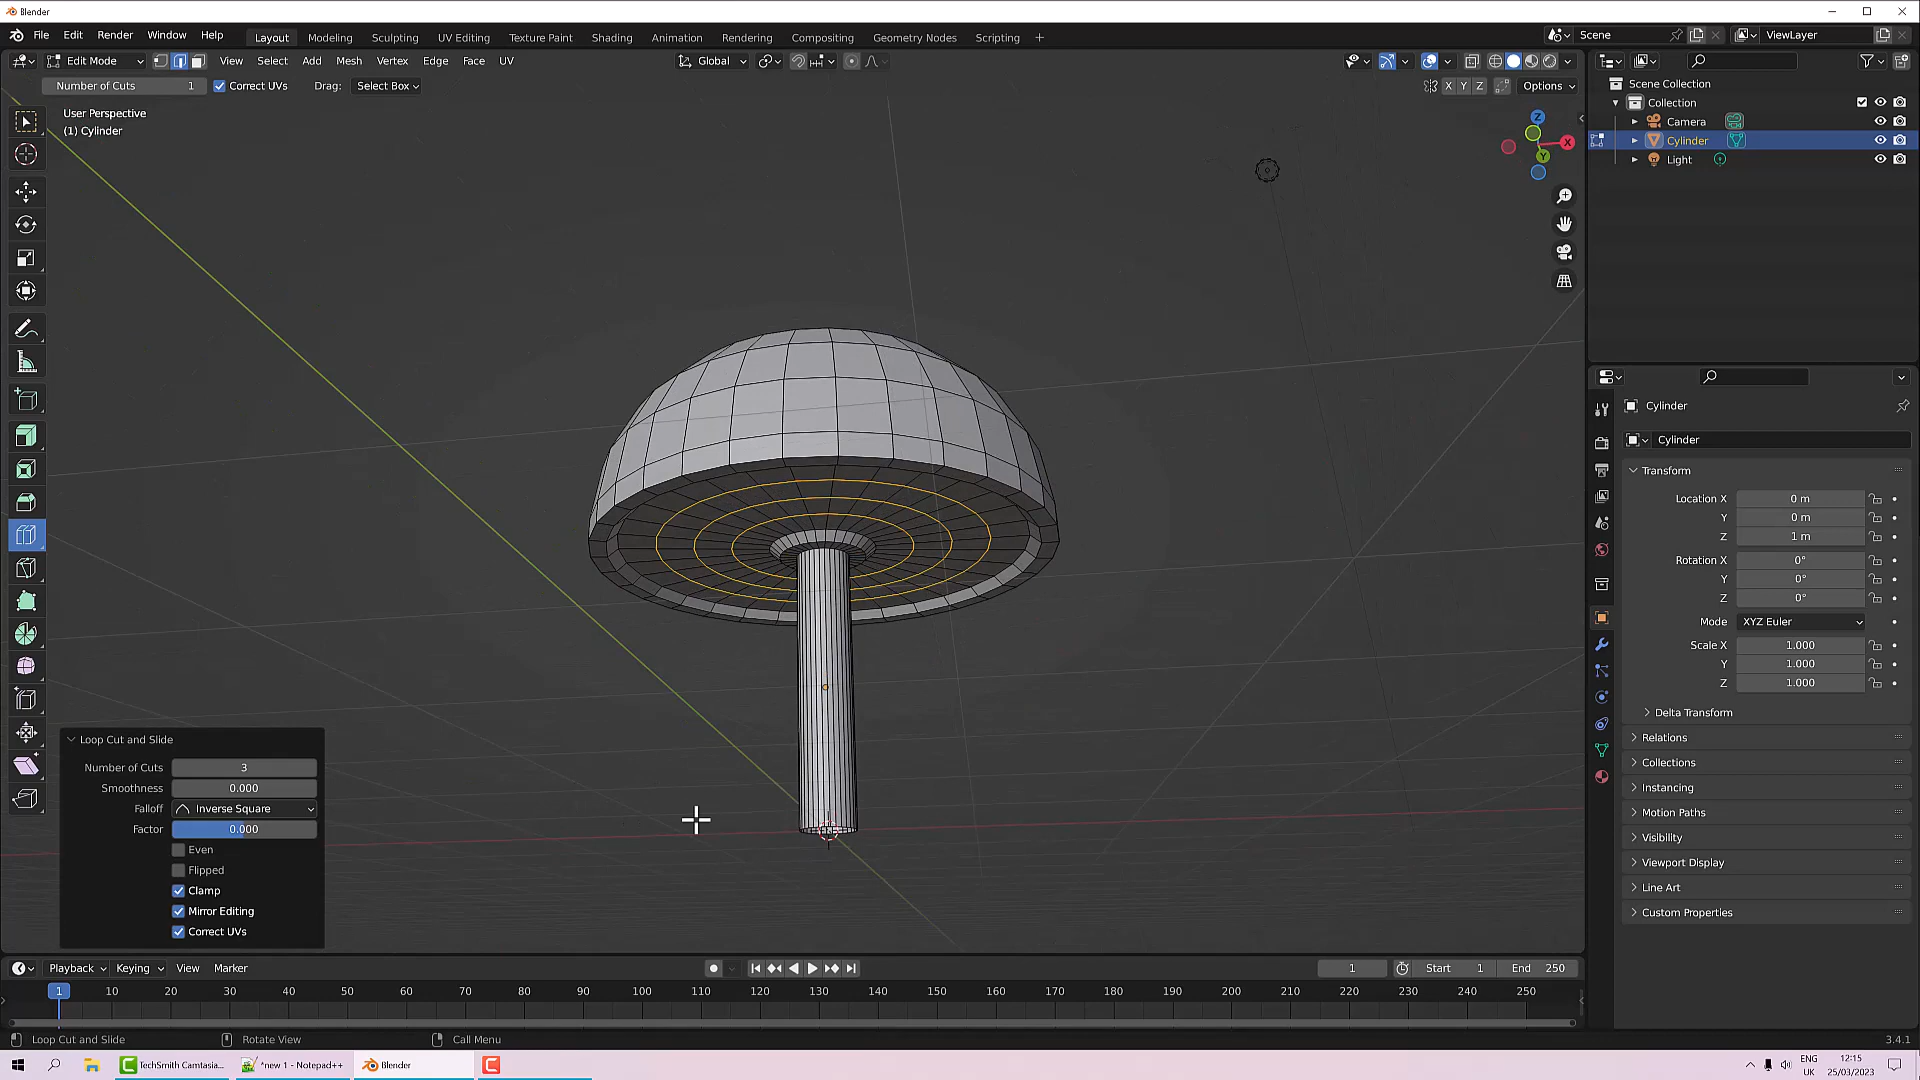 Blender
File Edit Render Window Help Layout Modeling Sculpting UV Editing Texture Paint Shading Animation Rendering Compositing Geometry Nodes Scripting + Scene ViewLayer
Edit Mode View Select Add Mesh Vertex Edge Face UV Global
Number of Cuts 1 Correct UVs Drag: Select Box X Y Z Options
User Perspective
(1) Cylinder
Z
X
Y
Scene Collection
Collection
Camera
Cylinder
Light
Cylinder
Cylinder
Transform
Location X 0 m
Y 0 m
Z 1 m
Rotation X 0°
Y 0°
Z 0°
Mode XYZ Euler
Scale X 1.000
Y 1.000
Z 1.000
Delta Transform
Relations
Collections
Instancing
Motion Paths
Visibility
Viewport Display
Line Art
Custom Properties
Loop Cut and Slide
Number of Cuts 3
Smoothness 0.000
Falloff Inverse Square
Factor 0.000
Even
Flipped
Clamp
Mirror Editing
Correct UVs
Playback Keying View Marker 1 Start 1 End 250
1 10 20 30 40 50 60 70 80 90 100 110 120 130 140 150 160 170 180 190 200 210 220 230 240 250
Loop Cut and Slide Rotate View Call Menu 3.4.1
TechSmith Camtasia... *new 1 - Notepad++ Blender ENG UK 12:15 25/03/2023